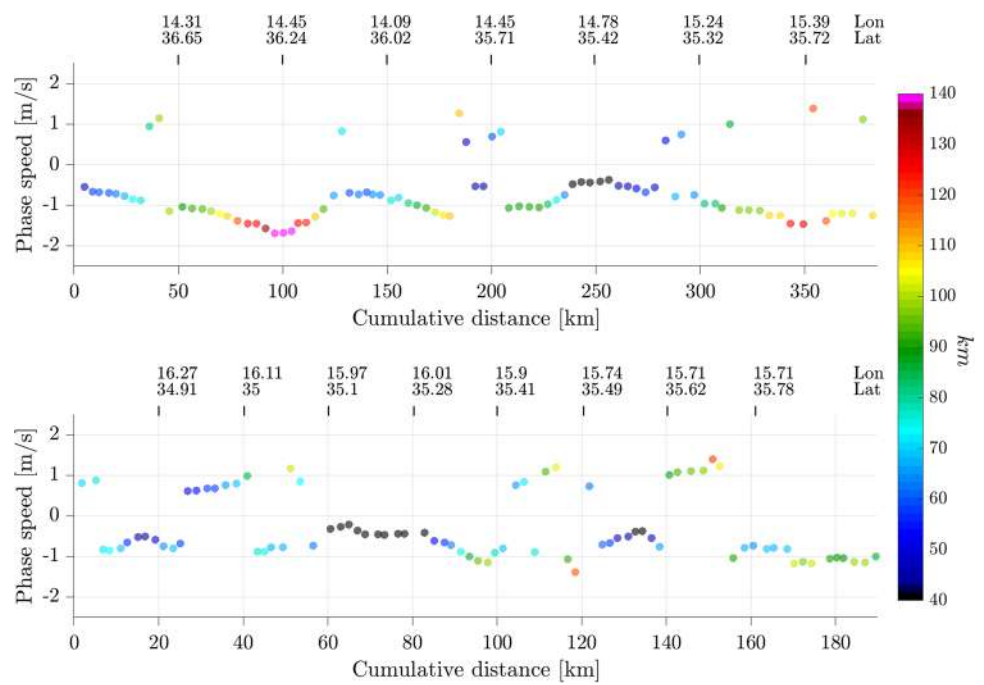 14.31 14.45 14.09 14.45 14.78 15.24 15.39 Lon
36.65 36.24 36.02 35.71 35.42 35.32 35.72 Lat
2
1
0
-1
-2
Phase speed [m/s]
0 50 100 150 200 250 300 350
Cumulative distance [km]
140
130
120
110
100
90
80
70
60
50
40
km
16.27 16.11 15.97 16.01 15.9 15.74 15.71 15.71 Lon
34.91 35 35.1 35.28 35.41 35.49 35.62 35.78 Lat
2
1
0
-1
-2
Phase speed [m/s]
0 20 40 60 80 100 120 140 160 180
Cumulative distance [km]